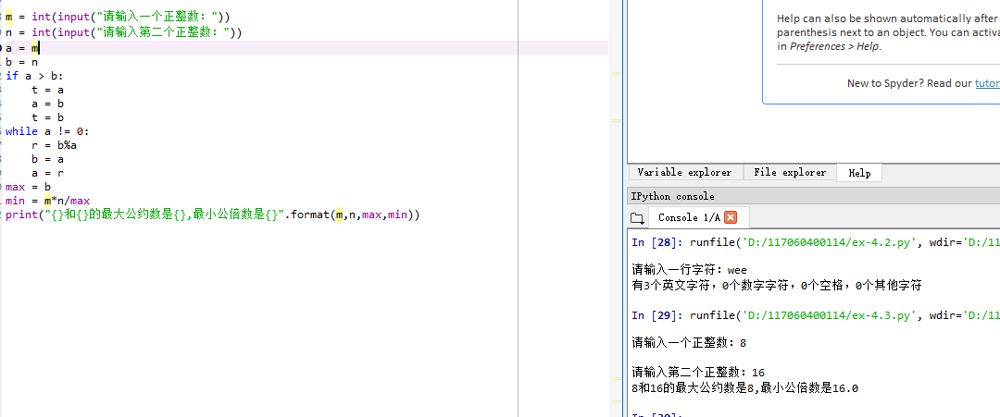 m = int(input("请输入一个正整数："))
n = int(input("请输入第二个正整数："))
a = m
b = n
if a > b:
    t = a
    a = b
    t = b
while a != 0:
    r = b%a
    b = a
    a = r
max = b
min = m*n/max
print("{}和{}的最大公约数是{},最小公倍数是{}".format(m,n,max,min))
Help can also be shown automatically after
parenthesis next to an object. You can activa
in Preferences > Help.
New to Spyder? Read our tutor
Variable explorer File explorer Help
IPython console
Console 1/A
In [28]: runfile('D:/117060400114/ex-4.2.py', wdir='D:/11
请输入一行字符：wee
有3个英文字符，0个数字字符，0个空格，0个其他字符
In [29]: runfile('D:/117060400114/ex-4.3.py', wdir='D:/11
请输入一个正整数：8
请输入第二个正整数：16
8和16的最大公约数是8,最小公倍数是16.0